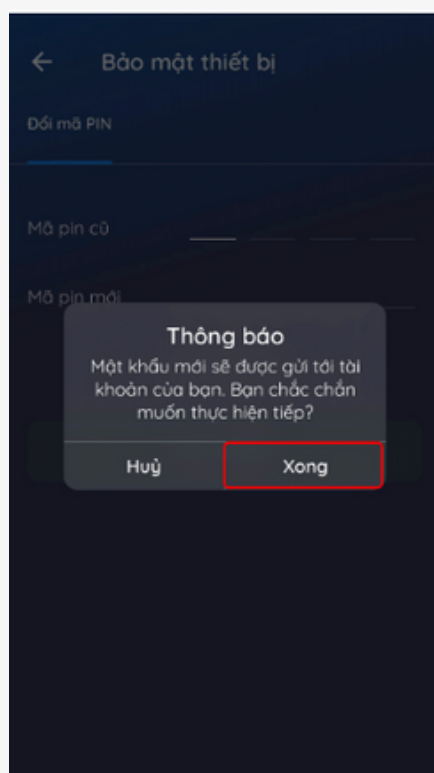 Bảo mật thiết bị
Đổi mã PIN
Mã pin cũ
Mã pin mới
Thông báo
Mật khẩu mới sẽ được gửi tới tài
khoản của bạn. Bạn chắc chắn
muốn thực hiện tiếp?
Huỷ
Xong